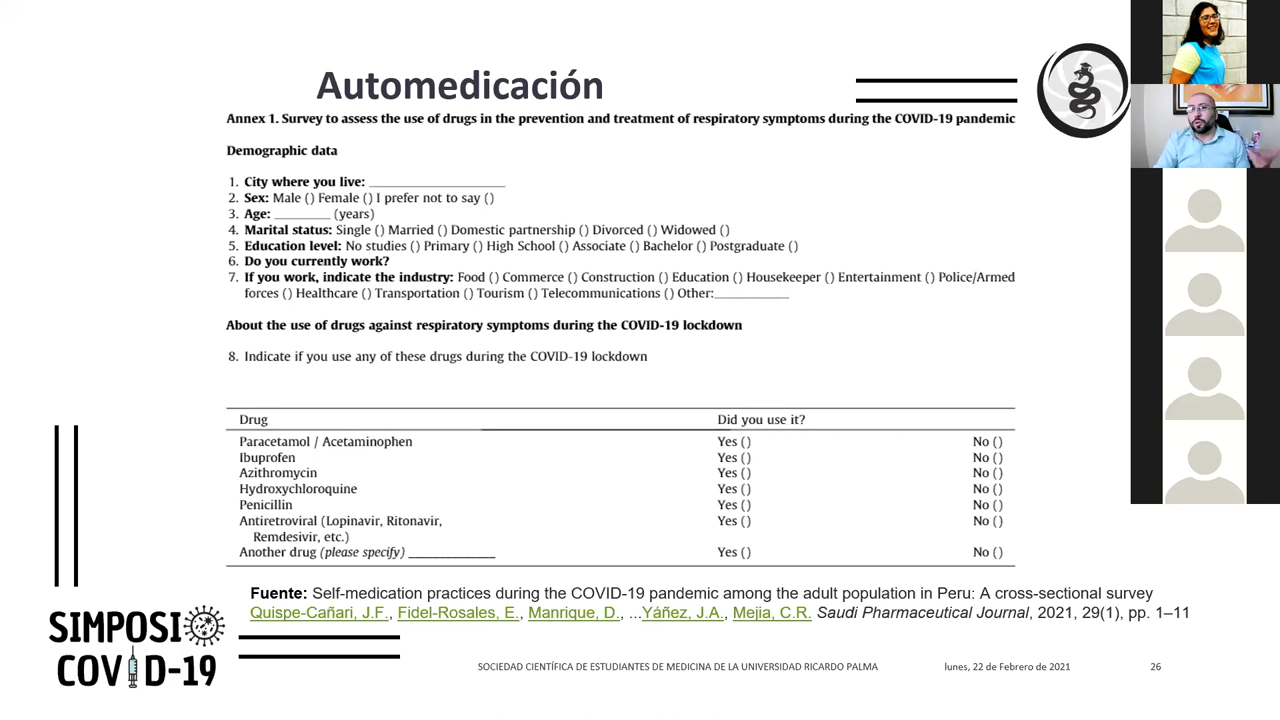 Automedicación
Annex 1. Survey to assess the use of drugs in the prevention and treatment of respiratory symptoms during the COVID-19 pandemic
Demographic data
1. City where you live: _______________
2. Sex: Male () Female () I prefer not to say ()
3. Age: ________ (years)
4. Marital status: Single () Married () Domestic partnership () Divorced () Widowed ()
5. Education level: No studies () Primary () High School () Associate () Bachelor () Postgraduate ()
6. Do you currently work?
7. If you work, indicate the industry: Food () Commerce () Construction () Education () Housekeeper () Entertainment () Police/Armed
forces () Healthcare () Transportation () Tourism () Telecommunications () Other:__________
About the use of drugs against respiratory symptoms during the COVID-19 lockdown
8. Indicate if you use any of these drugs during the COVID-19 lockdown
Drug Did you use it?
Paracetamol / Acetaminophen Yes () No ()
Ibuprofen Yes () No ()
Azithromycin Yes () No ()
Hydroxychloroquine Yes () No ()
Penicillin Yes () No ()
Antiretroviral (Lopinavir, Ritonavir, Yes () No ()
Remdesivir, etc.)
Another drug (please specify) ______________ Yes () No ()
Fuente: Self-medication practices during the COVID-19 pandemic among the adult population in Peru: A cross-sectional survey
Quispe-Cañari, J.F., Fidel-Rosales, E., Manrique, D., ...Yáñez, J.A., Mejia, C.R. Saudi Pharmaceutical Journal, 2021, 29(1), pp. 1–11
SIMPOSIO
COVID-19
SOCIEDAD CIENTÍFICA DE ESTUDIANTES DE MEDICINA DE LA UNIVERSIDAD RICARDO PALMA lunes, 22 de Febrero de 2021 26